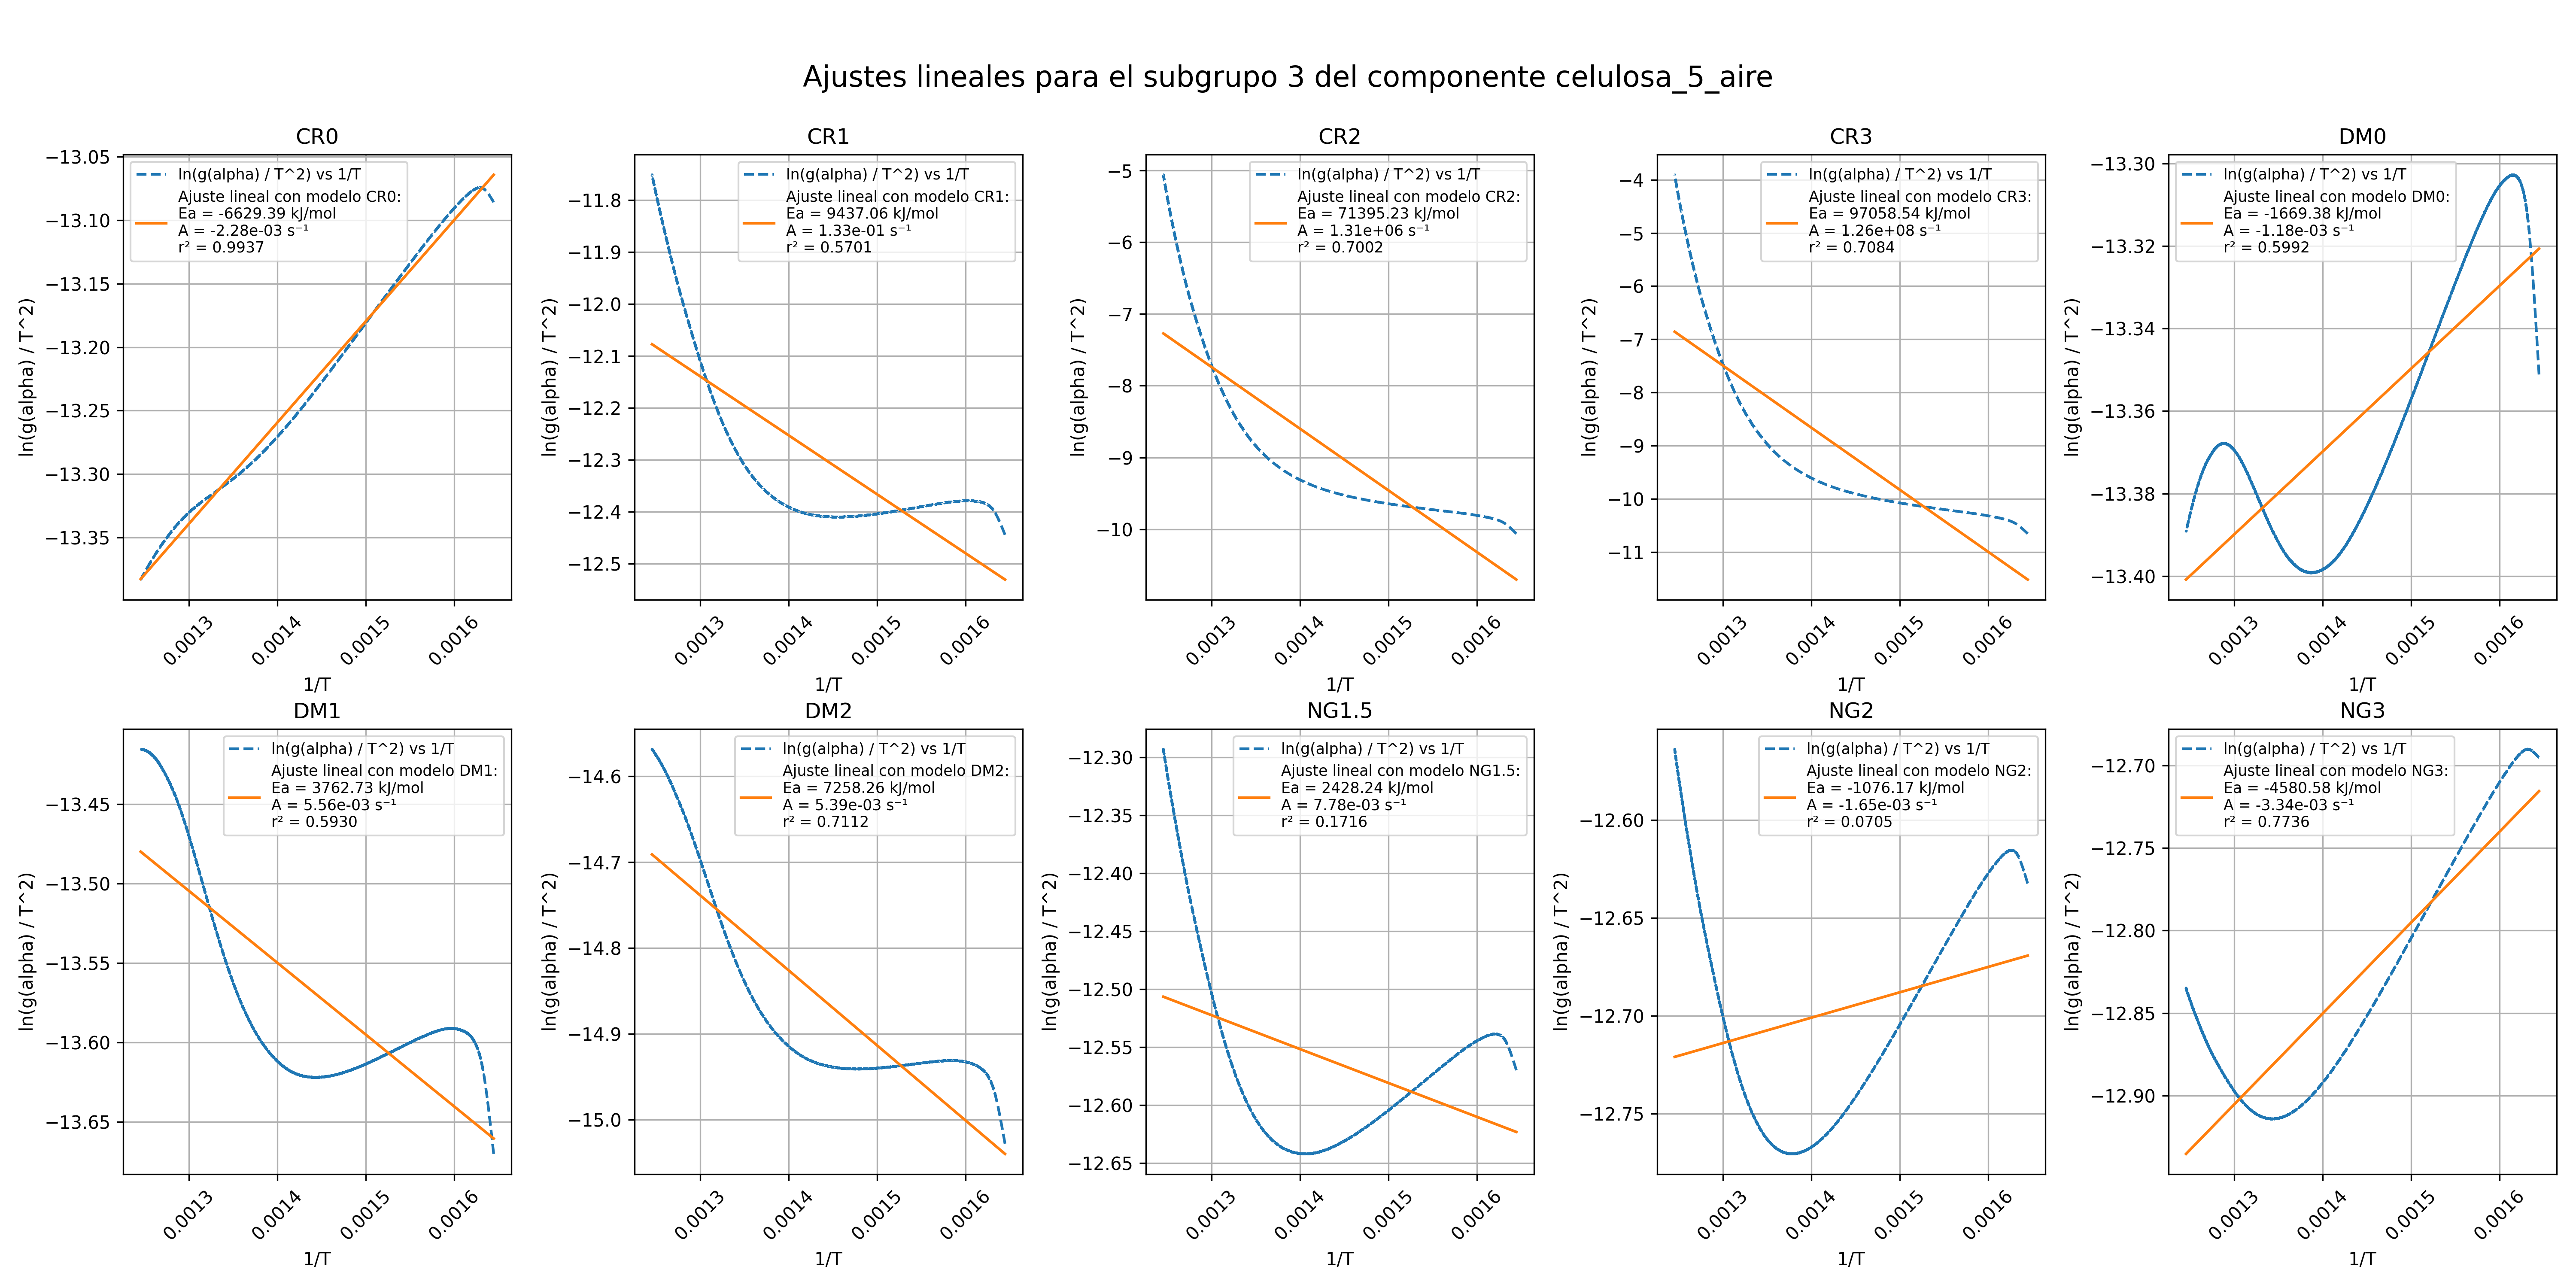 Ajustes lineales para el subgrupo 3 del componente celulosa_5_aire
CR0
ln(g(alpha) / T^2)
−13.05
−13.10
−13.15
−13.20
−13.25
−13.30
−13.35
ln(g(alpha) / T^2) vs 1/T
Ajuste lineal con modelo CR0:
Ea = -6629.39 kJ/mol
A = -2.28e-03 s⁻¹
r² = 0.9937
0.0013
0.0014
0.0015
0.0016
1/T
CR1
ln(g(alpha) / T^2)
−11.8
−11.9
−12.0
−12.1
−12.2
−12.3
−12.4
−12.5
ln(g(alpha) / T^2) vs 1/T
Ajuste lineal con modelo CR1:
Ea = 9437.06 kJ/mol
A = 1.33e-01 s⁻¹
r² = 0.5701
0.0013
0.0014
0.0015
0.0016
1/T
CR2
ln(g(alpha) / T^2)
−5
−6
−7
−8
−9
−10
ln(g(alpha) / T^2) vs 1/T
Ajuste lineal con modelo CR2:
Ea = 71395.23 kJ/mol
A = 1.31e+06 s⁻¹
r² = 0.7002
0.0013
0.0014
0.0015
0.0016
1/T
CR3
ln(g(alpha) / T^2)
−4
−5
−6
−7
−8
−9
−10
−11
ln(g(alpha) / T^2) vs 1/T
Ajuste lineal con modelo CR3:
Ea = 97058.54 kJ/mol
A = 1.26e+08 s⁻¹
r² = 0.7084
0.0013
0.0014
0.0015
0.0016
1/T
DM0
ln(g(alpha) / T^2)
−13.30
−13.32
−13.34
−13.36
−13.38
−13.40
ln(g(alpha) / T^2) vs 1/T
Ajuste lineal con modelo DM0:
Ea = -1669.38 kJ/mol
A = -1.18e-03 s⁻¹
r² = 0.5992
0.0013
0.0014
0.0015
0.0016
1/T
DM1
ln(g(alpha) / T^2)
−13.45
−13.50
−13.55
−13.60
−13.65
ln(g(alpha) / T^2) vs 1/T
Ajuste lineal con modelo DM1:
Ea = 3762.73 kJ/mol
A = 5.56e-03 s⁻¹
r² = 0.5930
0.0013
0.0014
0.0015
0.0016
1/T
DM2
ln(g(alpha) / T^2)
−14.6
−14.7
−14.8
−14.9
−15.0
ln(g(alpha) / T^2) vs 1/T
Ajuste lineal con modelo DM2:
Ea = 7258.26 kJ/mol
A = 5.39e-03 s⁻¹
r² = 0.7112
0.0013
0.0014
0.0015
0.0016
1/T
NG1.5
ln(g(alpha) / T^2)
−12.30
−12.35
−12.40
−12.45
−12.50
−12.55
−12.60
−12.65
ln(g(alpha) / T^2) vs 1/T
Ajuste lineal con modelo NG1.5:
Ea = 2428.24 kJ/mol
A = 7.78e-03 s⁻¹
r² = 0.1716
0.0013
0.0014
0.0015
0.0016
1/T
NG2
ln(g(alpha) / T^2)
−12.60
−12.65
−12.70
−12.75
ln(g(alpha) / T^2) vs 1/T
Ajuste lineal con modelo NG2:
Ea = -1076.17 kJ/mol
A = -1.65e-03 s⁻¹
r² = 0.0705
0.0013
0.0014
0.0015
0.0016
1/T
NG3
ln(g(alpha) / T^2)
−12.70
−12.75
−12.80
−12.85
−12.90
ln(g(alpha) / T^2) vs 1/T
Ajuste lineal con modelo NG3:
Ea = -4580.58 kJ/mol
A = -3.34e-03 s⁻¹
r² = 0.7736
0.0013
0.0014
0.0015
0.0016
1/T